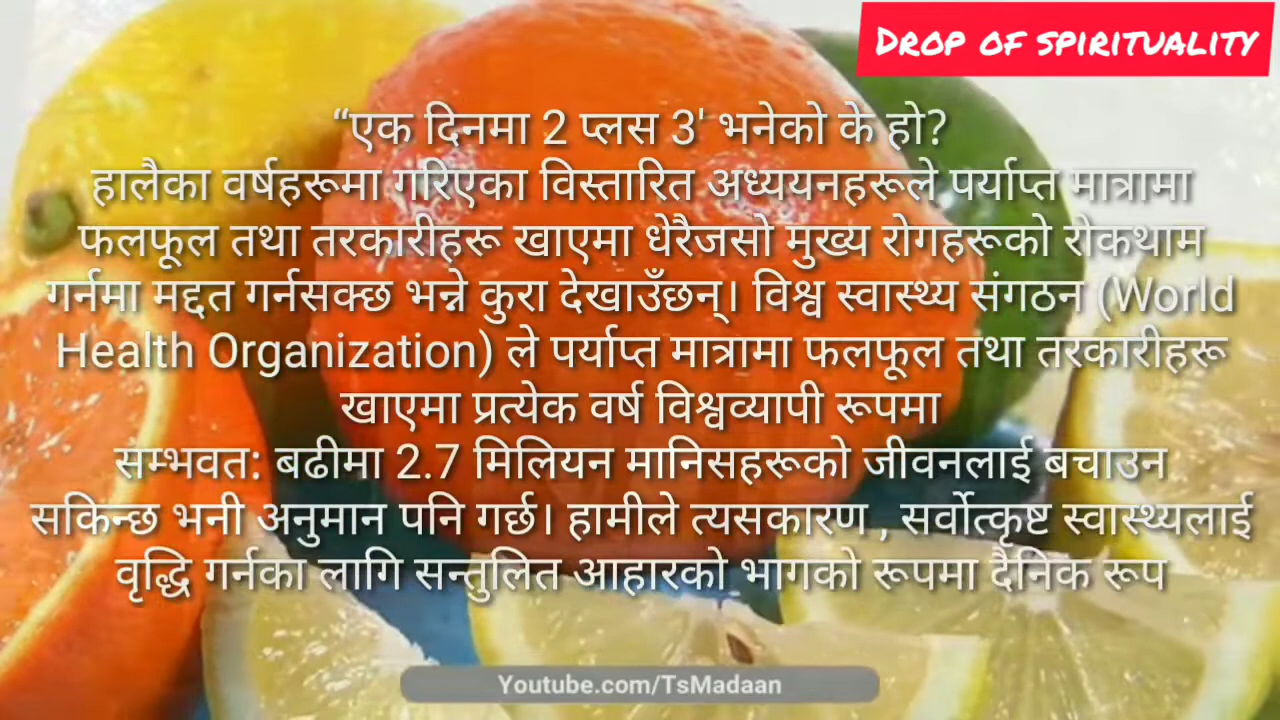 DROP OF SPIRITUALITY
“एक दिनमा 2 प्लस 3' भनेको के हो?
हालैका वर्षहरूमा गरिएका विस्तारित अध्ययनहरूले पर्याप्त मात्रामा
फलफूल तथा तरकारीहरू खाएमा धेरैजसो मुख्य रोगहरूको रोकथाम
गर्नमा मद्दत गर्नसक्छ भन्ने कुरा देखाउँछन्। विश्व स्वास्थ्य संगठन (World
Health Organization) ले पर्याप्त मात्रामा फलफूल तथा तरकारीहरू
खाएमा प्रत्येक वर्ष विश्वव्यापी रूपमा
सम्भवत: बढीमा 2.7 मिलियन मानिसहरूको जीवनलाई बचाउन
सकिन्छ भनी अनुमान पनि गर्छ। हामीले त्यसकारण , सर्वोत्कृष्ट स्वास्थ्यलाई
वृद्धि गर्नका लागि सन्तुलित आहारको भागको रूपमा दैनिक रूप
Youtube.com/TsMadaan